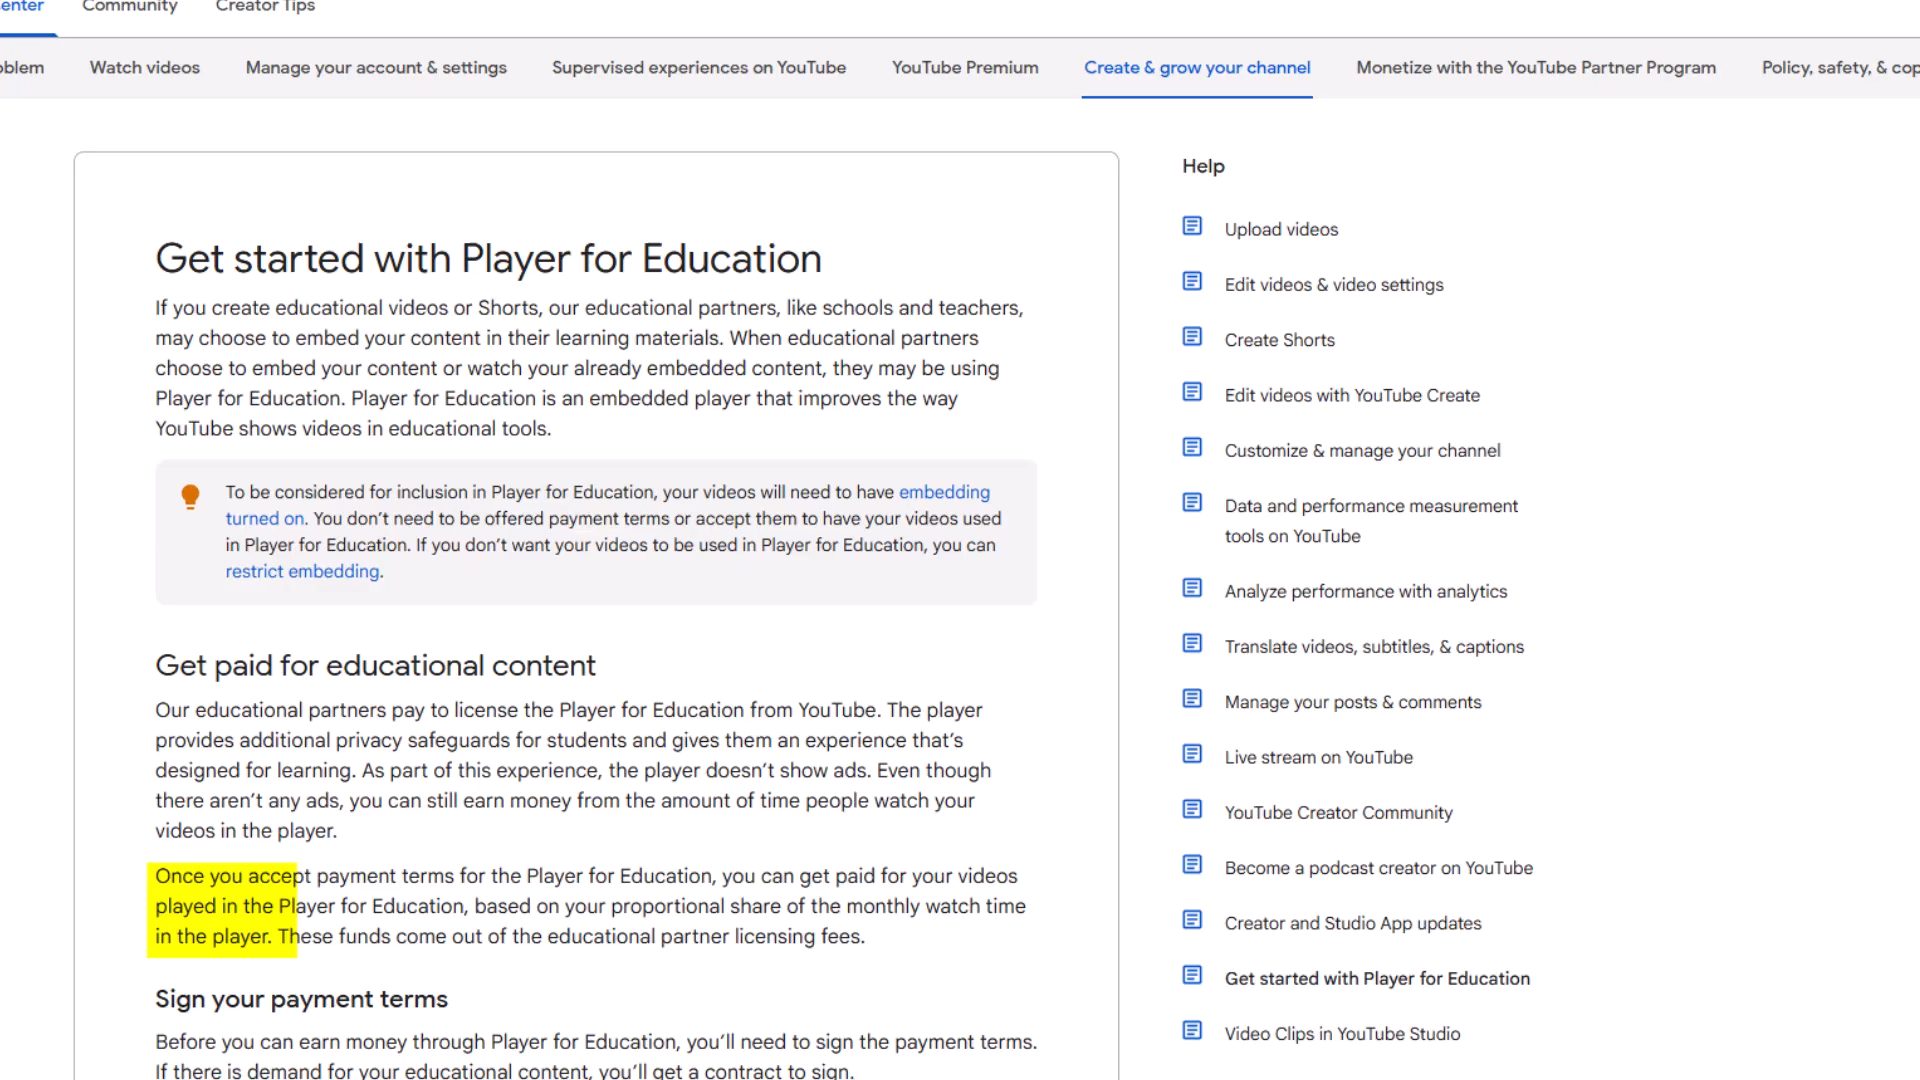 Community
Creator Tips
Watch videos
Manage your account & settings
Supervised experiences on YouTube
YouTube Premium
Create & grow your channel
Monetize with the YouTube Partner Program
Policy, safety, & cop
Get started with Player for Education
If you create educational videos or Shorts, our educational partners, like schools and teachers,
may choose to embed your content in their learning materials. When educational partners
choose to embed your content or watch your already embedded content, they may be using
Player for Education. Player for Education is an embedded player that improves the way
YouTube shows videos in educational tools.
To be considered for inclusion in Player for Education, your videos will need to have embedding
turned on. You don’t need to be offered payment terms or accept them to have your videos used
in Player for Education. If you don’t want your videos to be used in Player for Education, you can
restrict embedding.
Get paid for educational content
Our educational partners pay to license the Player for Education from YouTube. The player
provides additional privacy safeguards for students and gives them an experience that’s
designed for learning. As part of this experience, the player doesn’t show ads. Even though
there aren’t any ads, you can still earn money from the amount of time people watch your
videos in the player.
Once you accept payment terms for the Player for Education, you can get paid for your videos
played in the Player for Education, based on your proportional share of the monthly watch time
in the player. These funds come out of the educational partner licensing fees.
Sign your payment terms
Before you can earn money through Player for Education, you’ll need to sign the payment terms.
If there is demand for your educational content, you’ll get a contract to sign.
Help
Upload videos
Edit videos & video settings
Create Shorts
Edit videos with YouTube Create
Customize & manage your channel
Data and performance measurement
tools on YouTube
Analyze performance with analytics
Translate videos, subtitles, & captions
Manage your posts & comments
Live stream on YouTube
YouTube Creator Community
Become a podcast creator on YouTube
Creator and Studio App updates
Get started with Player for Education
Video Clips in YouTube Studio